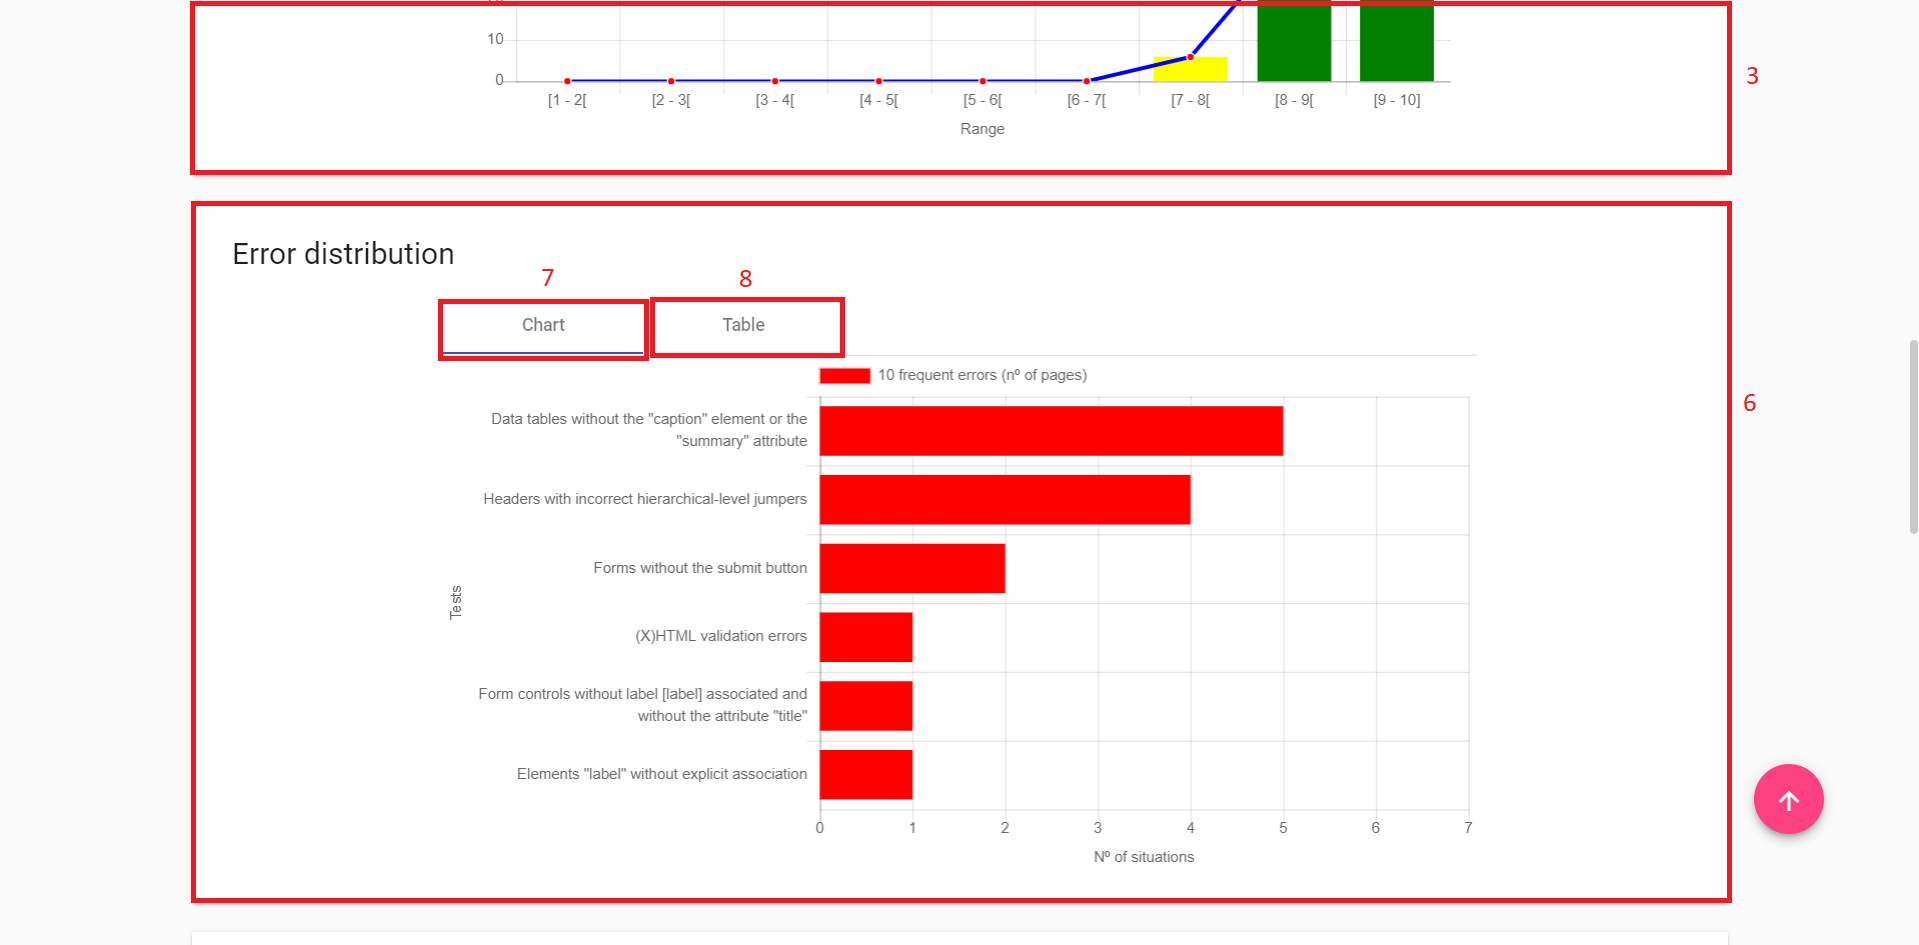 10
0
[1 - 2[ [2 - 3[ [3 - 4[ [4 - 5[ [5 - 6[ [6 - 7[ [7 - 8[ [8 - 9[ [9 - 10]
Range
3
Error distribution
7 8
Chart Table
10 frequent errors (nº of pages)
Data tables without the "caption" element or the
"summary" attribute
6
Headers with incorrect hierarchical-level jumpers
Forms without the submit button
Tests
(X)HTML validation errors
Form controls without label [label] associated and
without the attribute "title"
Elements "label" without explicit association
0 1 2 3 4 5 6 7
Nº of situations